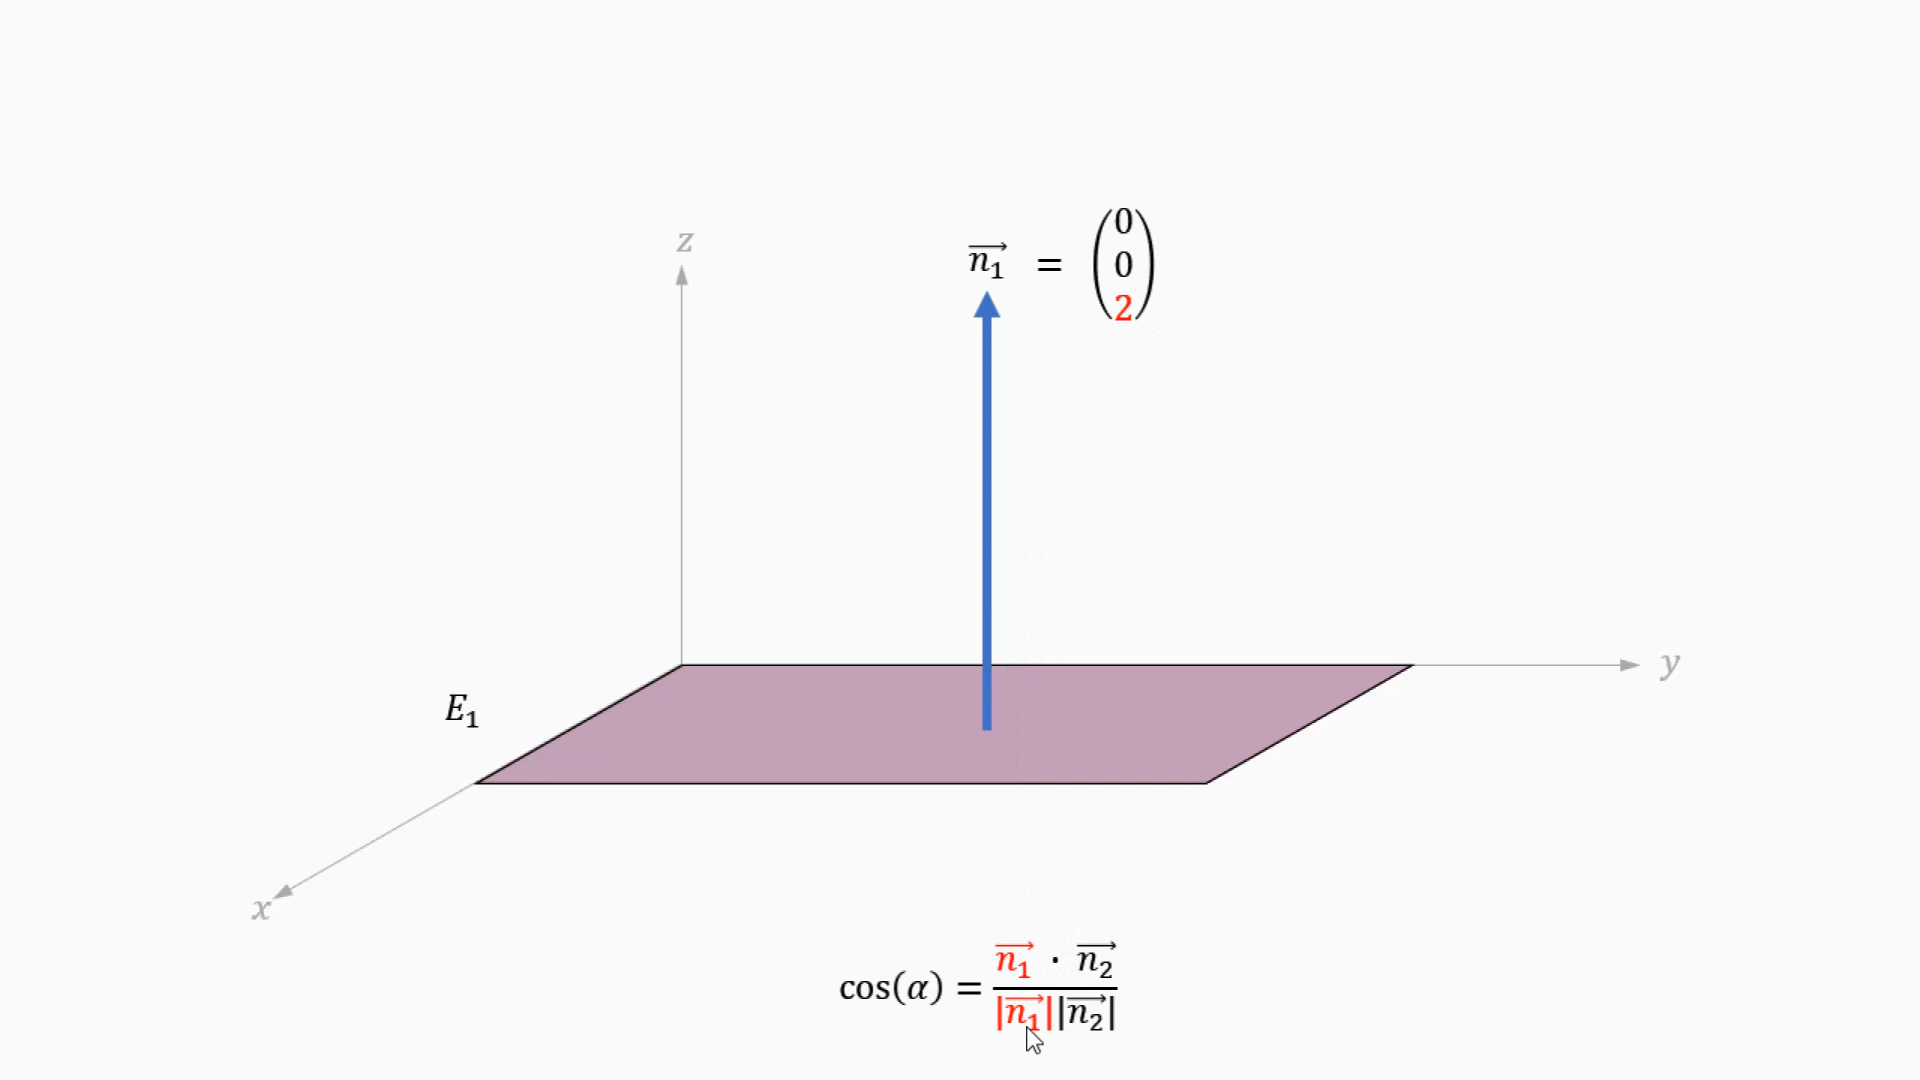 z
n₁⃗ = (0 0 2)
y
E₁
x
cos(α) = n₁⃗ · n₂⃗ / |n₁⃗||n₂⃗|